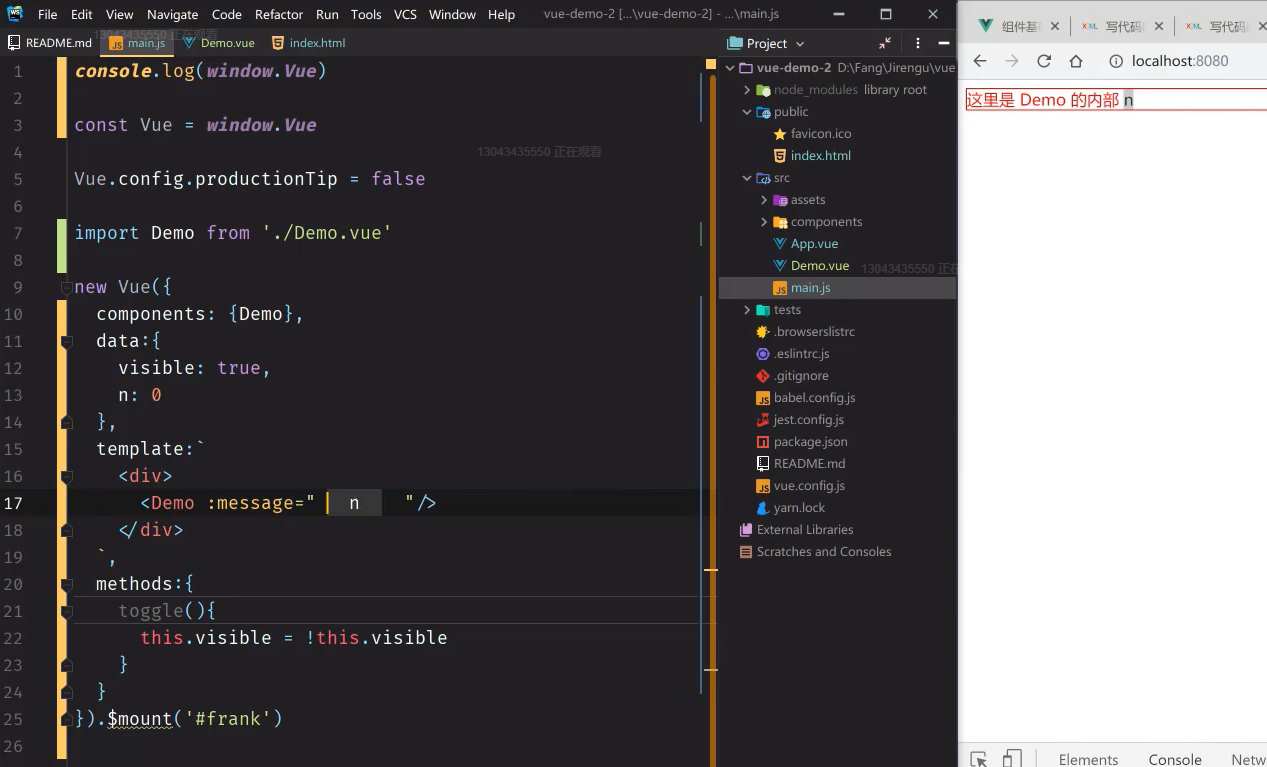 File Edit View Navigate Code Refactor Run Tools VCS Window Help vue-demo-2 [...\vue-demo-2] - ...\main.js
README.md main.js Demo.vue index.html
1 console.log(window.Vue)
2
3 const Vue = window.Vue
4
13043435550 正在观看
5 Vue.config.productionTip = false
6
7 import Demo from './Demo.vue'
8
9 new Vue({
10 components: {Demo},
11 data:{
12 visible: true,
13 n: 0
14 },
15 template:`
16 <div>
17 <Demo :message=" n "/>
18 </div>
19 `,
20 methods:{
21 toggle(){
22 this.visible = !this.visible
23 }
24 }
25 }).$mount('#frank')
26
Project
vue-demo-2 D:\Fang\Jirengu\vue
node_modules library root
public
favicon.ico
index.html
src
assets
components
App.vue
Demo.vue
13043435550 正在
main.js
tests
.browserslistrc
.eslintrc.js
.gitignore
babel.config.js
jest.config.js
package.json
README.md
vue.config.js
yarn.lock
External Libraries
Scratches and Consoles
组件基 写代码 写代码
localhost:8080
这里是 Demo 的内部 n
Elements Console Netw